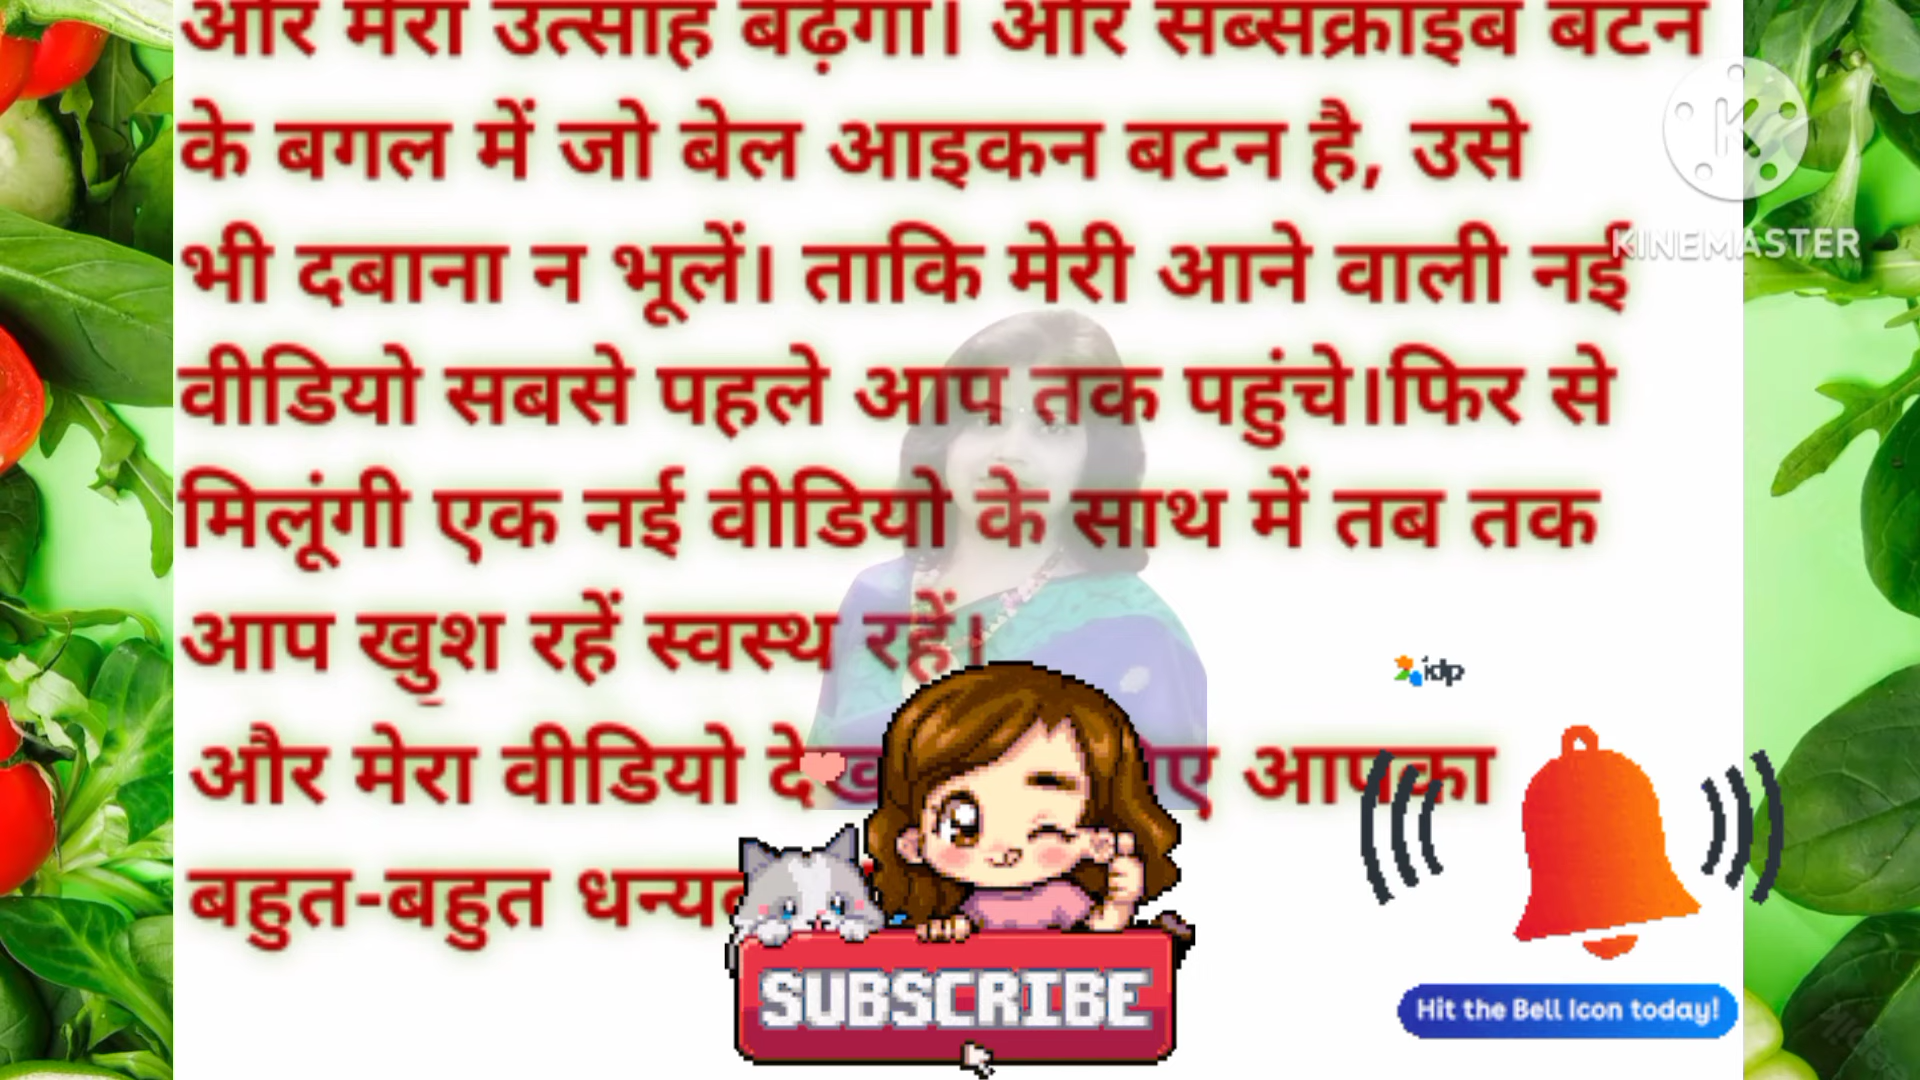 और मेरा उत्साह बढ़ेगा। और सब्सक्राइब बटन
के बगल में जो बेल आइकन बटन है, उसे
भी दबाना न भूलें। ताकि मेरी आने वाली नई
वीडियो सबसे पहले आप तक पहुंचे।फिर से
मिलूंगी एक नई वीडियो के साथ में तब तक
आप खुश रहें स्वस्थ रहें।
और मेरा वीडियो आपका
बहुत-बहुत
SUBSCRIBE
KINEMASTER
idp
Hit the Bell Icon today!